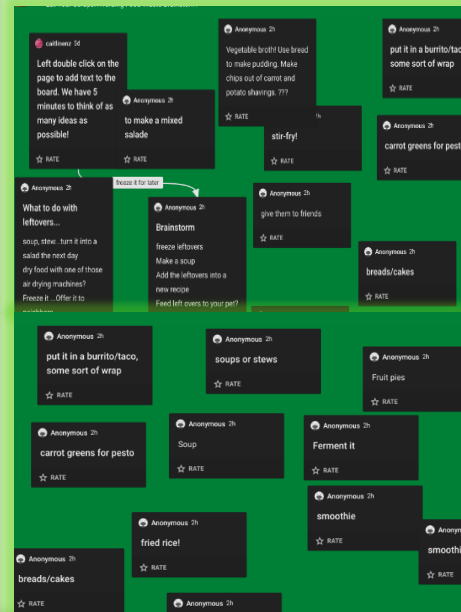 caitlinenz 5d
Left double click on the
page to add text to the
board. We have 5
minutes to think of as
many ideas as
possible!
RATE
Anonymous 2h
to make a mixed
salade
RATE
Anonymous 2h
Vegetable broth! Use bread
to make pudding. Make
chips out of carrot and
potato shavings. ???
RATE
stir-fry!
RATE
Anonymous 2h
put it in a burrito/tac
some sort of wrap
RATE
Anonymous 2h
carrot greens for pest
RATE
freeze it for later
Anonymous 2h
What to do with
leftovers...
soup, stew...turn it into a
salad the next day
dry food with one of those
air drying machines?
Freeze it ...Offer it to
Anonymous 2h
Brainstorm
freeze leftovers
Make a soup
Add the leftovers into a
new recipe
Feed left overs to your pet?
Anonymous 2h
give them to friends
RATE
Anonymous 2h
breads/cakes
RATE
Anonymous 2h
put it in a burrito/taco,
some sort of wrap
RATE
Anonymous 2h
soups or stews
RATE
Anonymous 2h
Fruit pies
RATE
Anonymous 2h
carrot greens for pesto
RATE
Anonymous 2h
Soup
RATE
Anonymous 2h
Ferment it
RATE
Anonymous 2h
smoothie
RATE
Anonymous 2h
fried rice!
RATE
Anonym
smoothi
RATE
Anonymous 2h
breads/cakes
RATE
Anonymous 2h